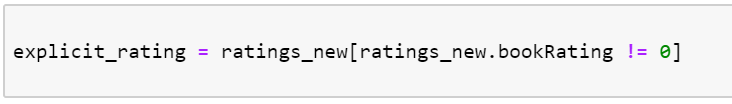 explicit_rating = ratings_new[ratings_new.bookRating != 0]